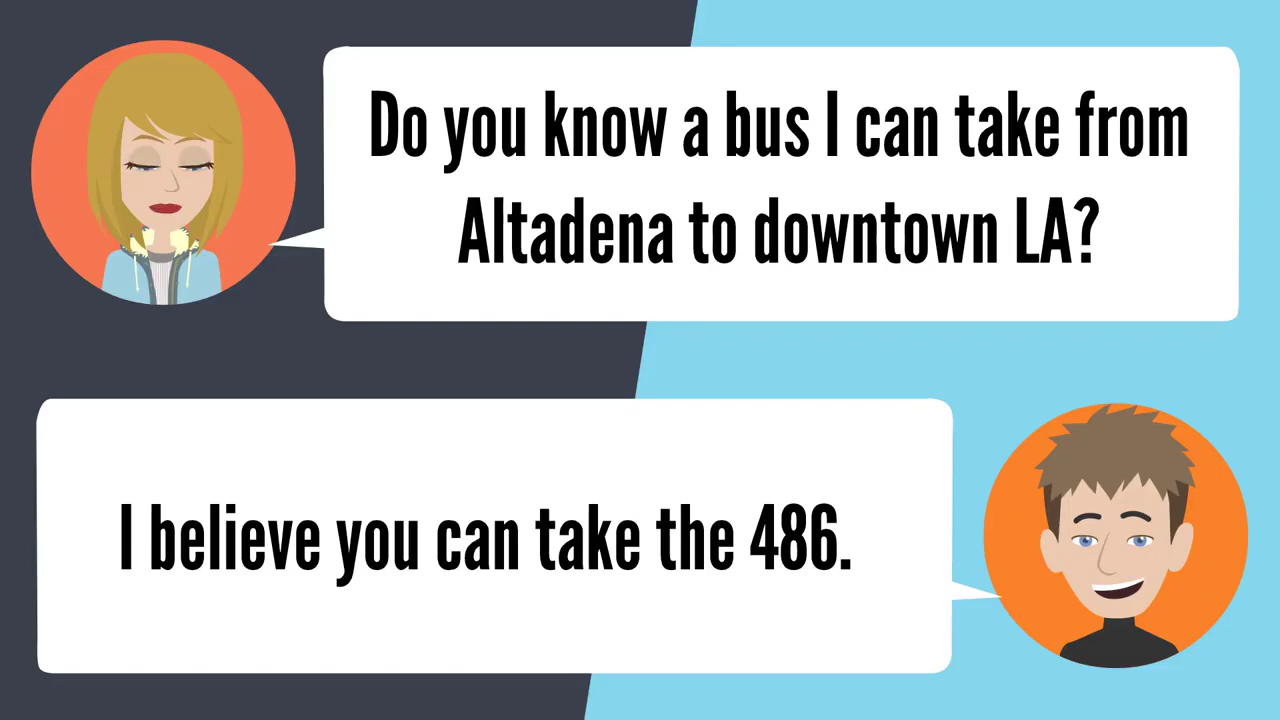 Do you know a bus I can take from
Altadena to downtown LA?
I believe you can take the 486.